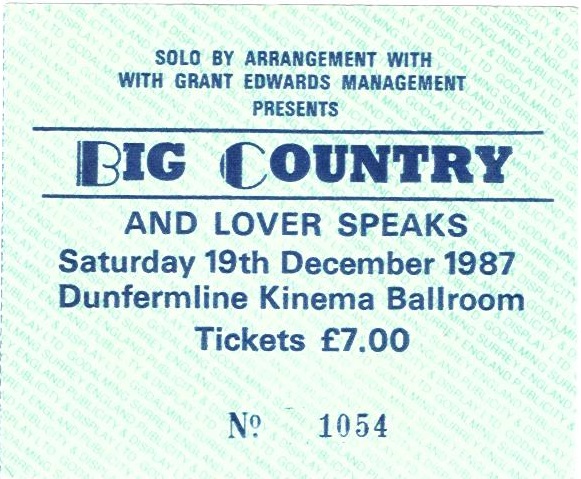 SOLO BY ARRANGEMENT WITH
WITH GRANT EDWARDS MANAGEMENT
PRESENTS
BIG COUNTRY
AND LOVER SPEAKS
Saturday 19th December 1987
Dunfermline Kinema Ballroom
Tickets £7.00
Nº 1054